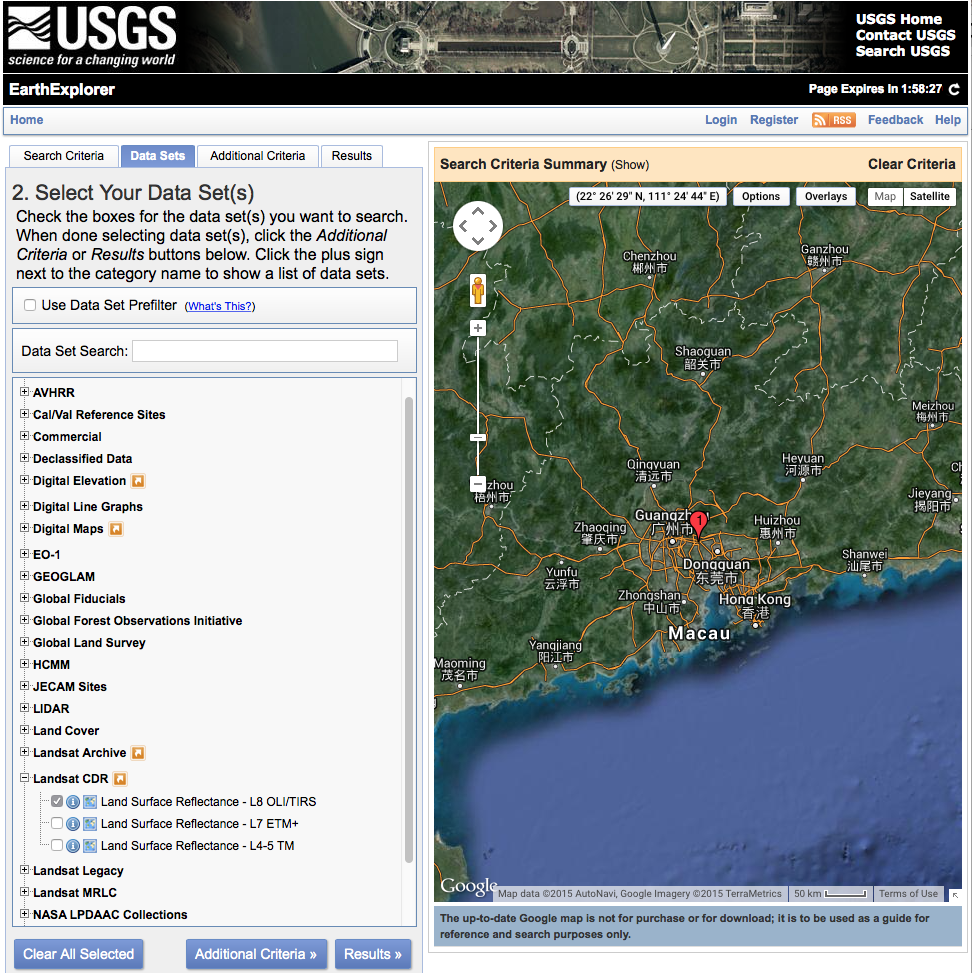 USGS
science for a changing world
USGS Home
Contact USGS
Search USGS
EarthExplorer
Page Expires In 1:58:27
Home
Login Register RSS Feedback Help
Search Criteria Data Sets Additional Criteria Results
2. Select Your Data Set(s)
Check the boxes for the data set(s) you want to search.
When done selecting data set(s), click the Additional
Criteria or Results buttons below. Click the plus sign
next to the category name to show a list of data sets.
Use Data Set Prefilter (What's This?)
Data Set Search:
AVHRR
Cal/Val Reference Sites
Commercial
Declassified Data
Digital Elevation
Digital Line Graphs
Digital Maps
EO-1
GEOGLAM
Global Fiducials
Global Forest Observations Initiative
Global Land Survey
HCMM
JECAM Sites
LIDAR
Land Cover
Landsat Archive
Landsat CDR
Land Surface Reflectance - L8 OLI/TIRS
Land Surface Reflectance - L7 ETM+
Land Surface Reflectance - L4-5 TM
Landsat Legacy
Landsat MRLC
NASA LPDAAC Collections
Clear All Selected Additional Criteria » Results »
Search Criteria Summary (Show) Clear Criteria
(22° 26' 29" N, 111° 24' 44" E) Options Overlays Map Satellite
Chenzhou
郴州市
Ganzhou
赣州市
Shaoguan
韶关市
Meizhou
梅州市
Qingyuan
清远市
Heyuan
河源市
zhou
梧州市
Jieyang
揭阳市
Guangzh
广州市
1
Zhaoqing
肇庆市
Huizhou
惠州市
Shanwei
汕尾市
Yunfu
云浮市
Dongguan
东莞市
Zhongshan
中山市
Hong Kong
香港
Macau
Yangjiang
阳江市
Maoming
茂名市
Google
Map data ©2015 AutoNavi, Google Imagery ©2015 TerraMetrics 50 km Terms of Use
The up-to-date Google map is not for purchase or for download; it is to be used as a guide for
reference and search purposes only.